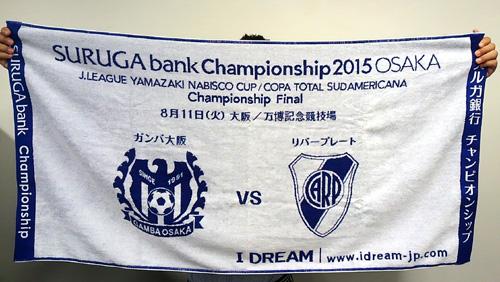 SURUGA bank Championship 2015 OSAKA
J.LEAGUE YAMAZAKI NABISCO CUP / COPA TOTAL SUDAMERICANA
Championship Final
8月11日(火) 大阪/万博記念競技場
ガンバ大阪
リバープレート
SINCE 1991
GAMBA OSAKA
VS
CARP
I DREAM | www.idream-jp.com
SURUGA bank Championship
ルガ銀行 チャンピオンシップ